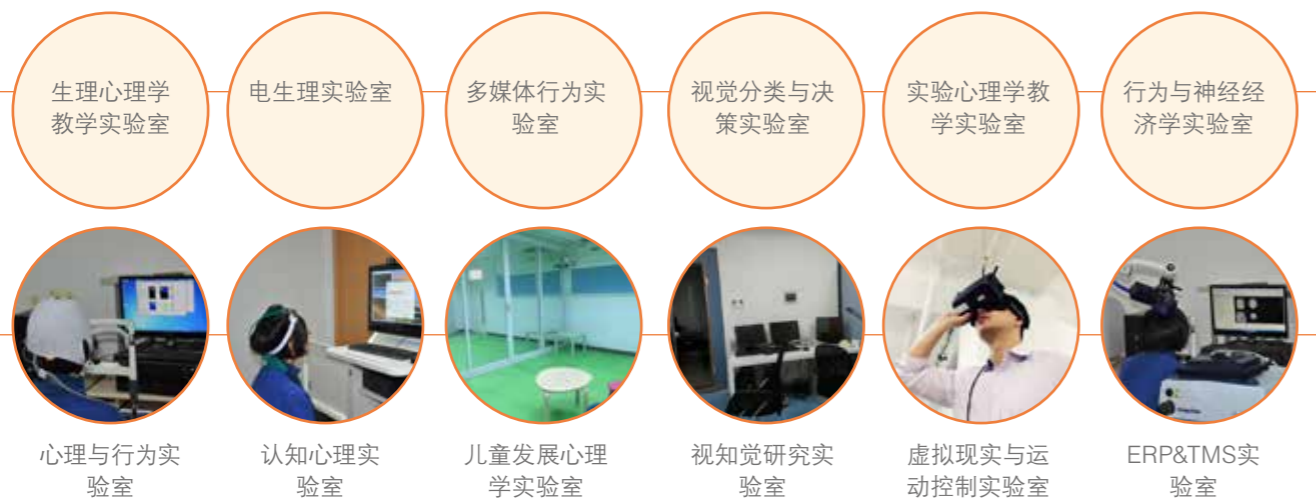 生理心理学
教学实验室
电生理实验室
多媒体行为实
验室
视觉分类与决
策实验室
实验心理学教
学实验室
行为与神经经
济学实验室
心理与行为实
验室
认知心理实
验室
儿童发展心理
学实验室
视知觉研究实
验室
虚拟现实与运
动控制实验室
ERP&TMS实
验室